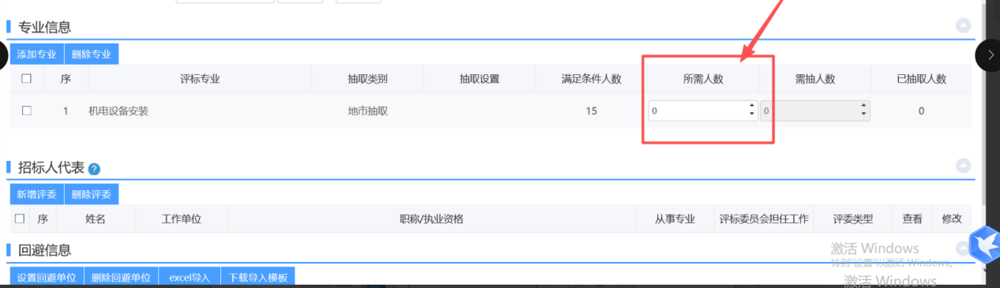 专业信息
添加专业 删除专业
序 评标专业 抽取类别 抽取设置 满足条件人数 所需人数 需抽人数 已抽取人数
1 机电设备安装 地市抽取 15 0 0 0
招标人代表 ?
新增评委 删除评委
序 姓名 工作单位 职称/执业资格 从事专业 评标委员会担任工作 评委类型 查看 修改
回避信息
激活 Windows
转到"设置"以激活 Windows。
设置回避单位 删除回避单位 excel导入 下载导入模板
激活 Windows